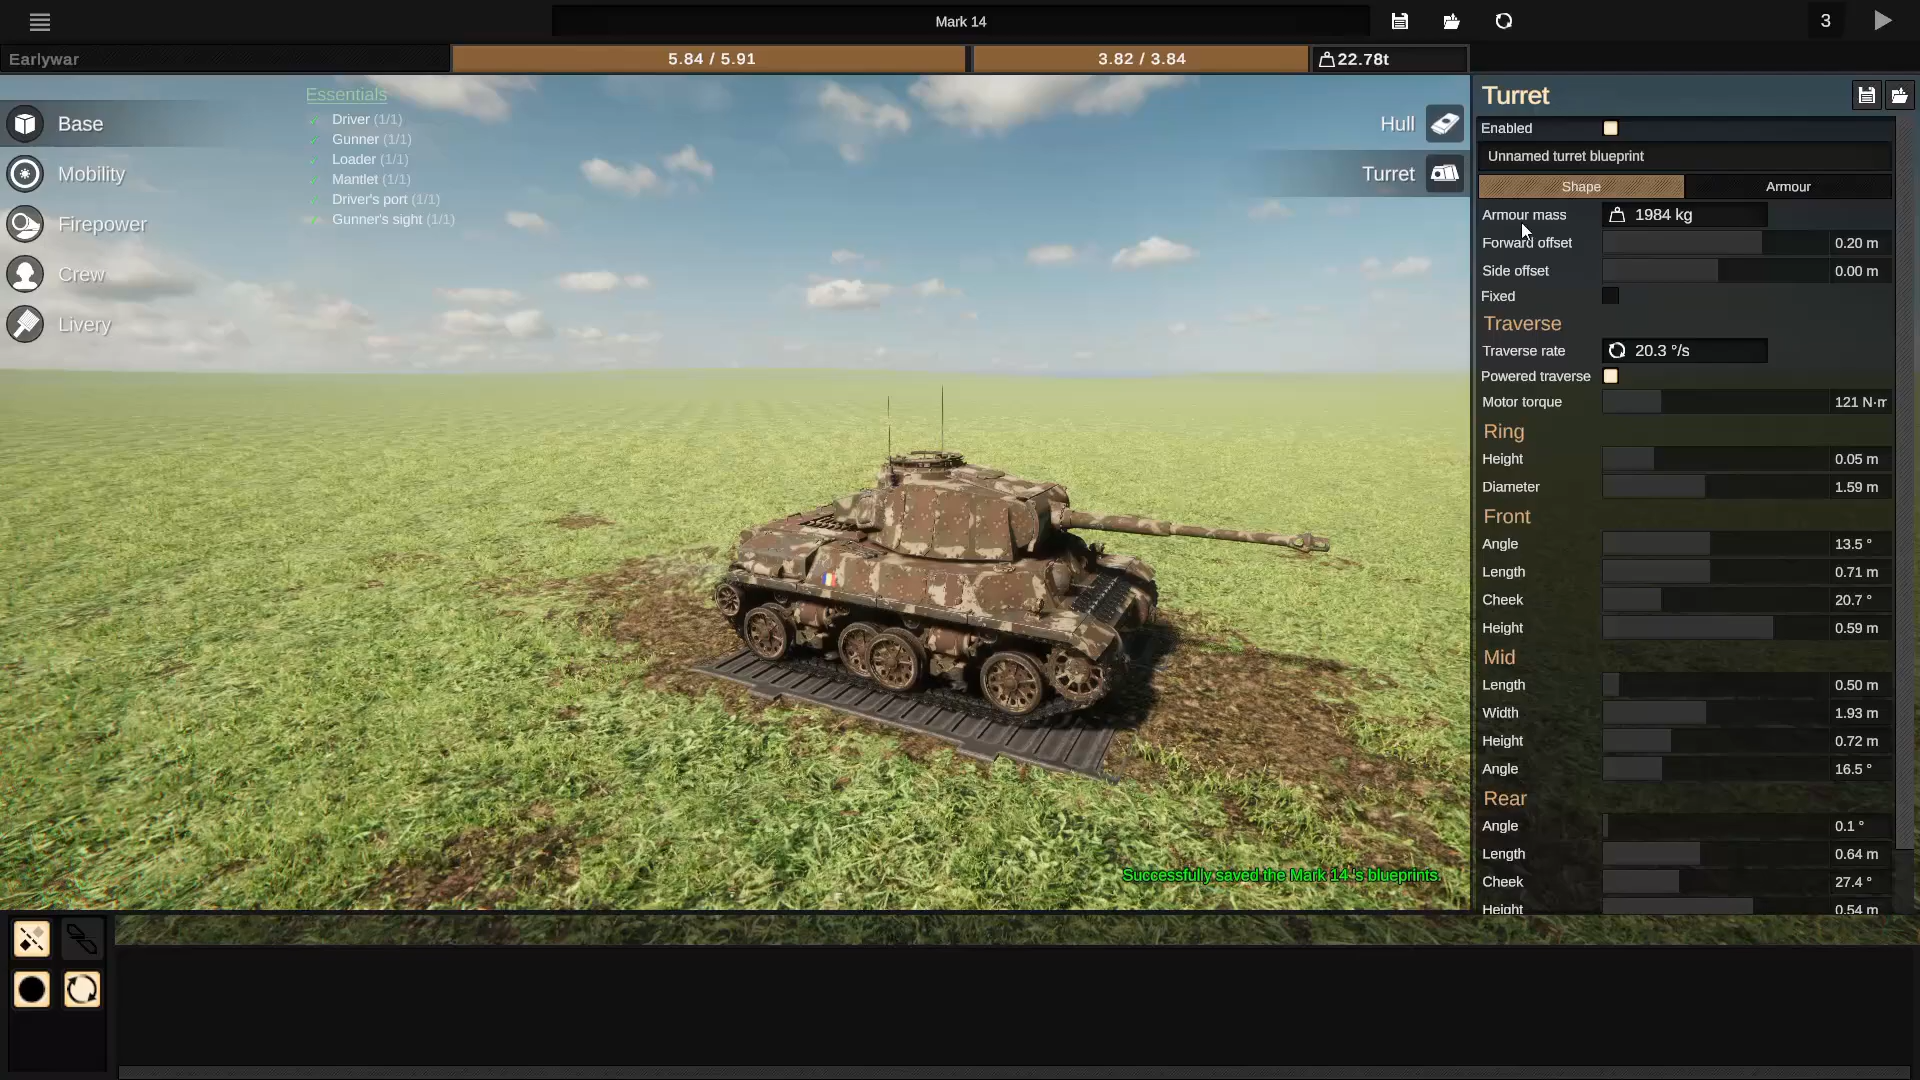 Mark 14
3
Earlywar
5.84 / 5.91
3.82 / 3.84
22.78t
Base
Mobility
Firepower
Crew
Livery
Essentials
Driver (1/1)
Gunner (1/1)
Loader (1/1)
Mantlet (1/1)
Driver's port (1/1)
Gunner's sight (1/1)
Hull
Turret
Turret
Enabled
Unnamed turret blueprint
Shape Armour
Armour mass 1984 kg
Forward offset 0.20 m
Side offset 0.00 m
Fixed
Traverse
Traverse rate 20.3 °/s
Powered traverse
Motor torque 121 N·m
Ring
Height 0.05 m
Diameter 1.59 m
Front
Angle 13.5 °
Length 0.71 m
Cheek 20.7 °
Height 0.59 m
Mid
Length 0.50 m
Width 1.93 m
Height 0.72 m
Angle 16.5 °
Rear
Angle 0.1 °
Length 0.64 m
Cheek 27.4 °
Height 0.54 m
Successfully saved the Mark 14 's blueprints.